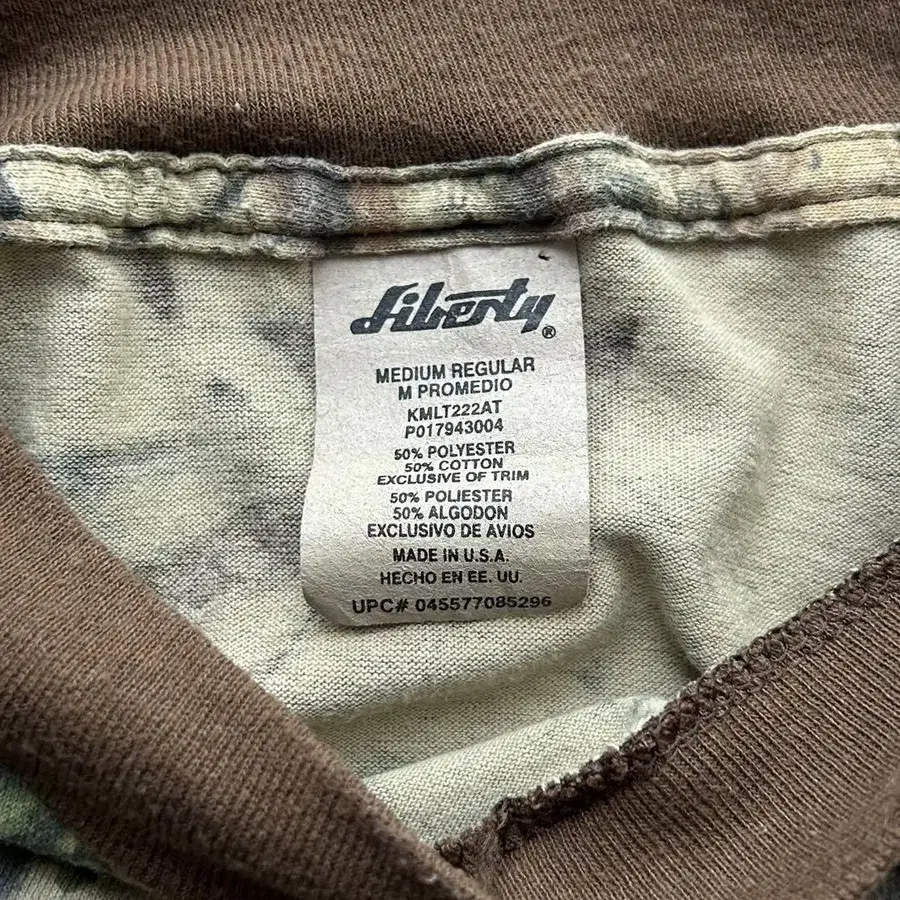 Liberty®
MEDIUM REGULAR
M PROMEDIO
KMLT222AT
P017943004
50% POLYESTER
50% COTTON
EXCLUSIVE OF TRIM
50% POLIESTER
50% ALGODON
EXCLUSIVO DE AVIOS
MADE IN U.S.A.
HECHO EN EE. UU.
UPC# 045577085296